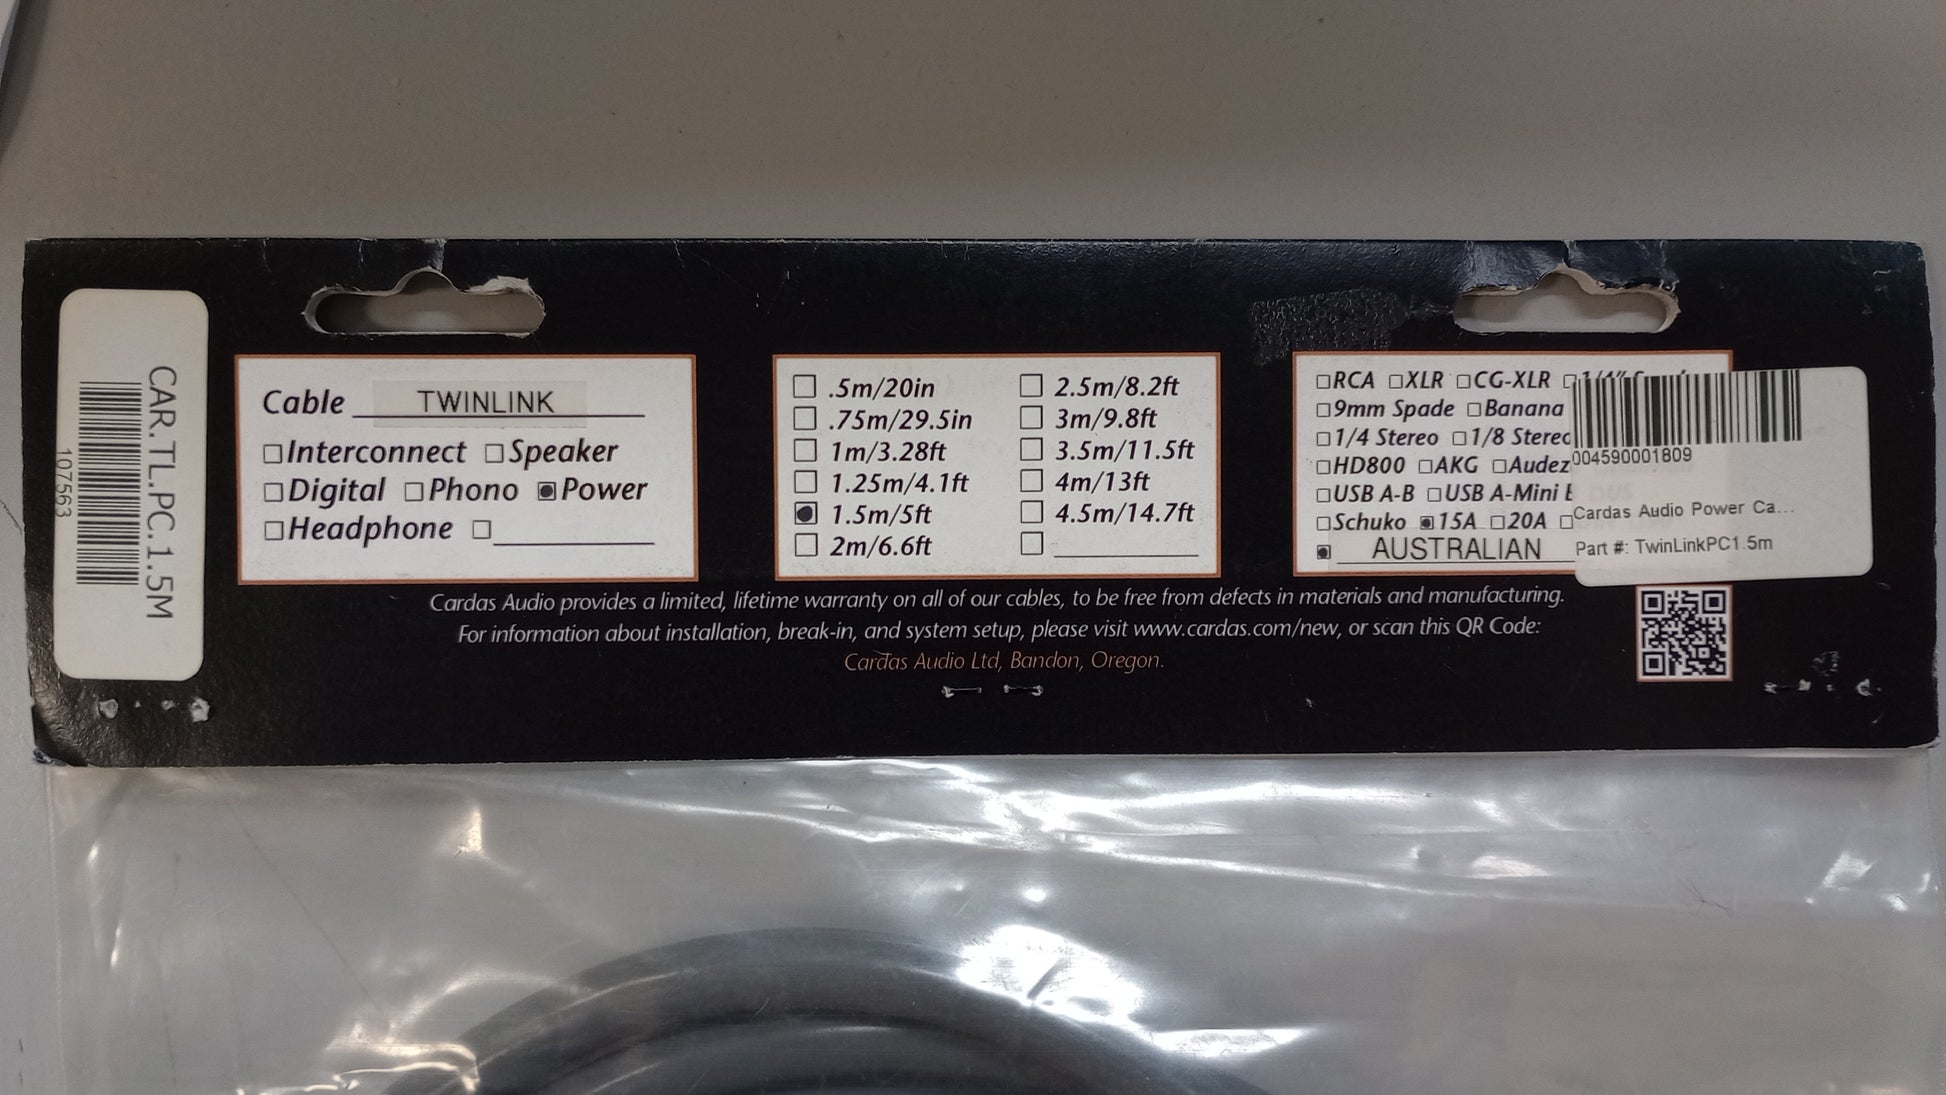 CAR.TL.PC.1.5M
107563
Cable TWINLINK
☐Interconnect ☐Speaker
☐Digital ☐Phono ☒Power
☐Headphone ☐
☐ .5m/20in
☐ .75m/29.5in
☐ 1m/3.28ft
☐ 1.25m/4.1ft
☒ 1.5m/5ft
☐ 2m/6.6ft
☐ 2.5m/8.2ft
☐ 3m/9.8ft
☐ 3.5m/11.5ft
☐ 4m/13ft
☐ 4.5m/14.7ft
☐
☐RCA ☐XLR ☐CG-XLR ☐1/4"
☐9mm Spade ☐Banana
☐1/4 Stereo ☐1/8 Stereo
☐HD800 ☐AKG ☐Audez
☐USB A-B ☐USB A-Mini
☐Schuko ☒15A ☐20A ☐
☒ AUSTRALIAN
004590001809
Cardas Audio Power Ca...
Part #: TwinLinkPC1.5m
Cardas Audio provides a limited, lifetime warranty on all of our cables, to be free from defects in materials and manufacturing.
For information about installation, break-in, and system setup, please visit www.cardas.com/new, or scan this QR Code:
Cardas Audio Ltd, Bandon, Oregon.